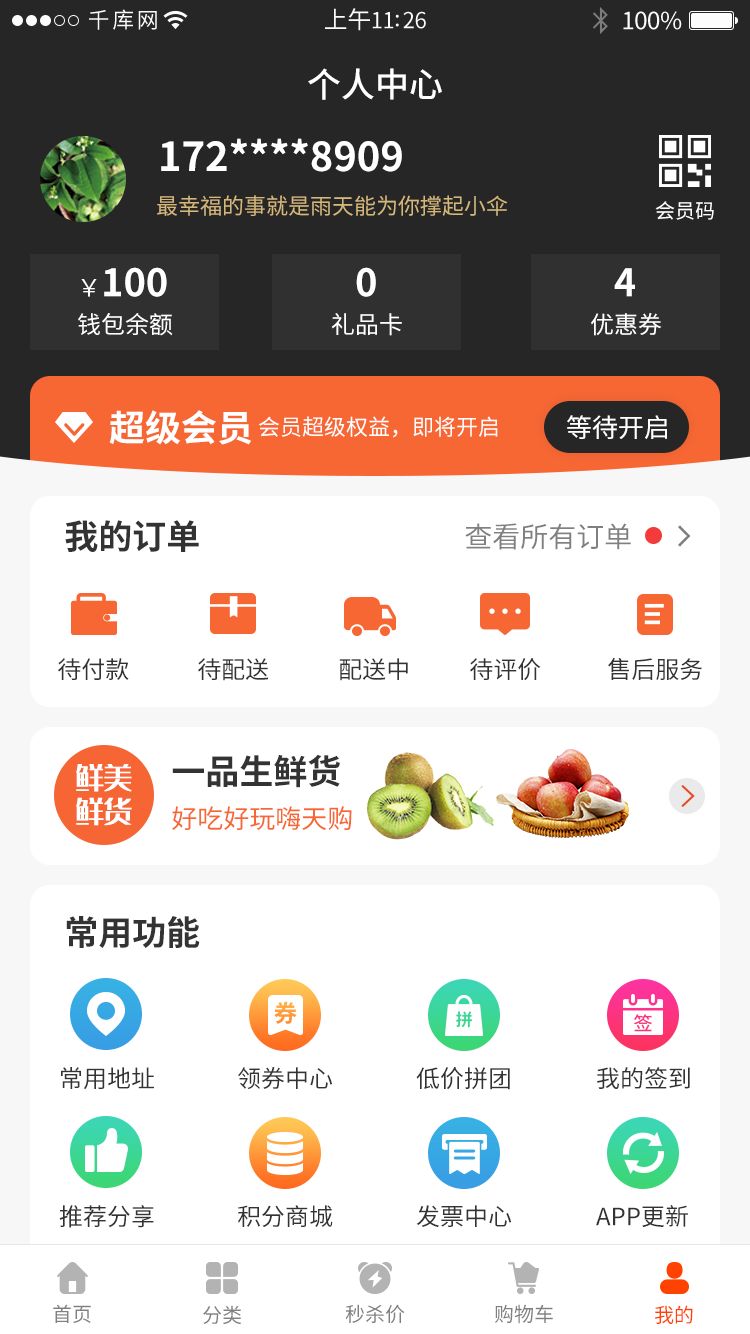 千库网 上午11:26 100%
个人中心
172****8909
最幸福的事就是雨天能为你撑起小伞
会员码
¥100 0 4
钱包余额 礼品卡 优惠券
超级会员 会员超级权益，即将开启 等待开启
我的订单 查看所有订单
待付款 待配送 配送中 待评价 售后服务
鲜美
鲜货
一品生鲜货
好吃好玩嗨天购
常用功能
券 拼 签
常用地址 领券中心 低价拼团 我的签到
推荐分享 积分商城 发票中心 APP更新
首页 分类 秒杀价 购物车 我的